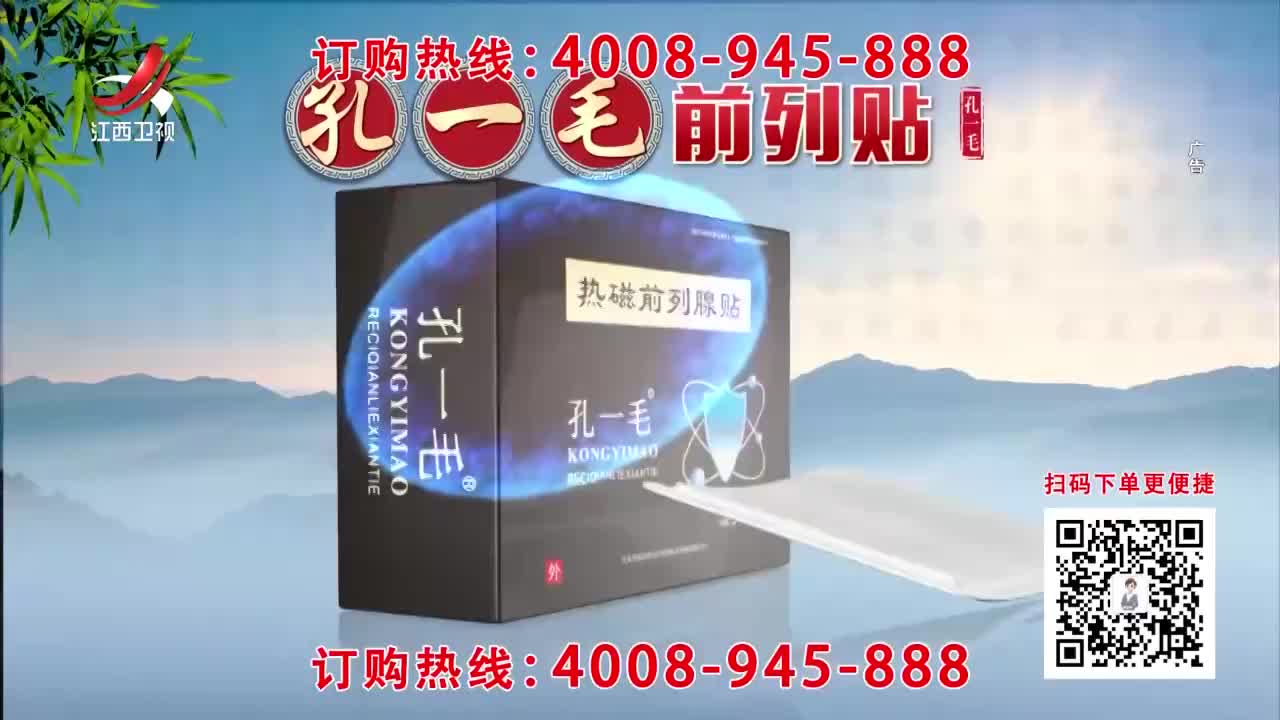 订购热线：4008-945-888
孔一毛前列贴
孔一毛
江西卫视
广告
热磁前列腺贴
孔一毛
KONGYIMAO
RECIQIANLIEXIANTIE
孔一毛®
KONGYIMAO
RECIQIANLIEXIANTIE
外
扫码下单更便捷
订购热线：4008-945-888